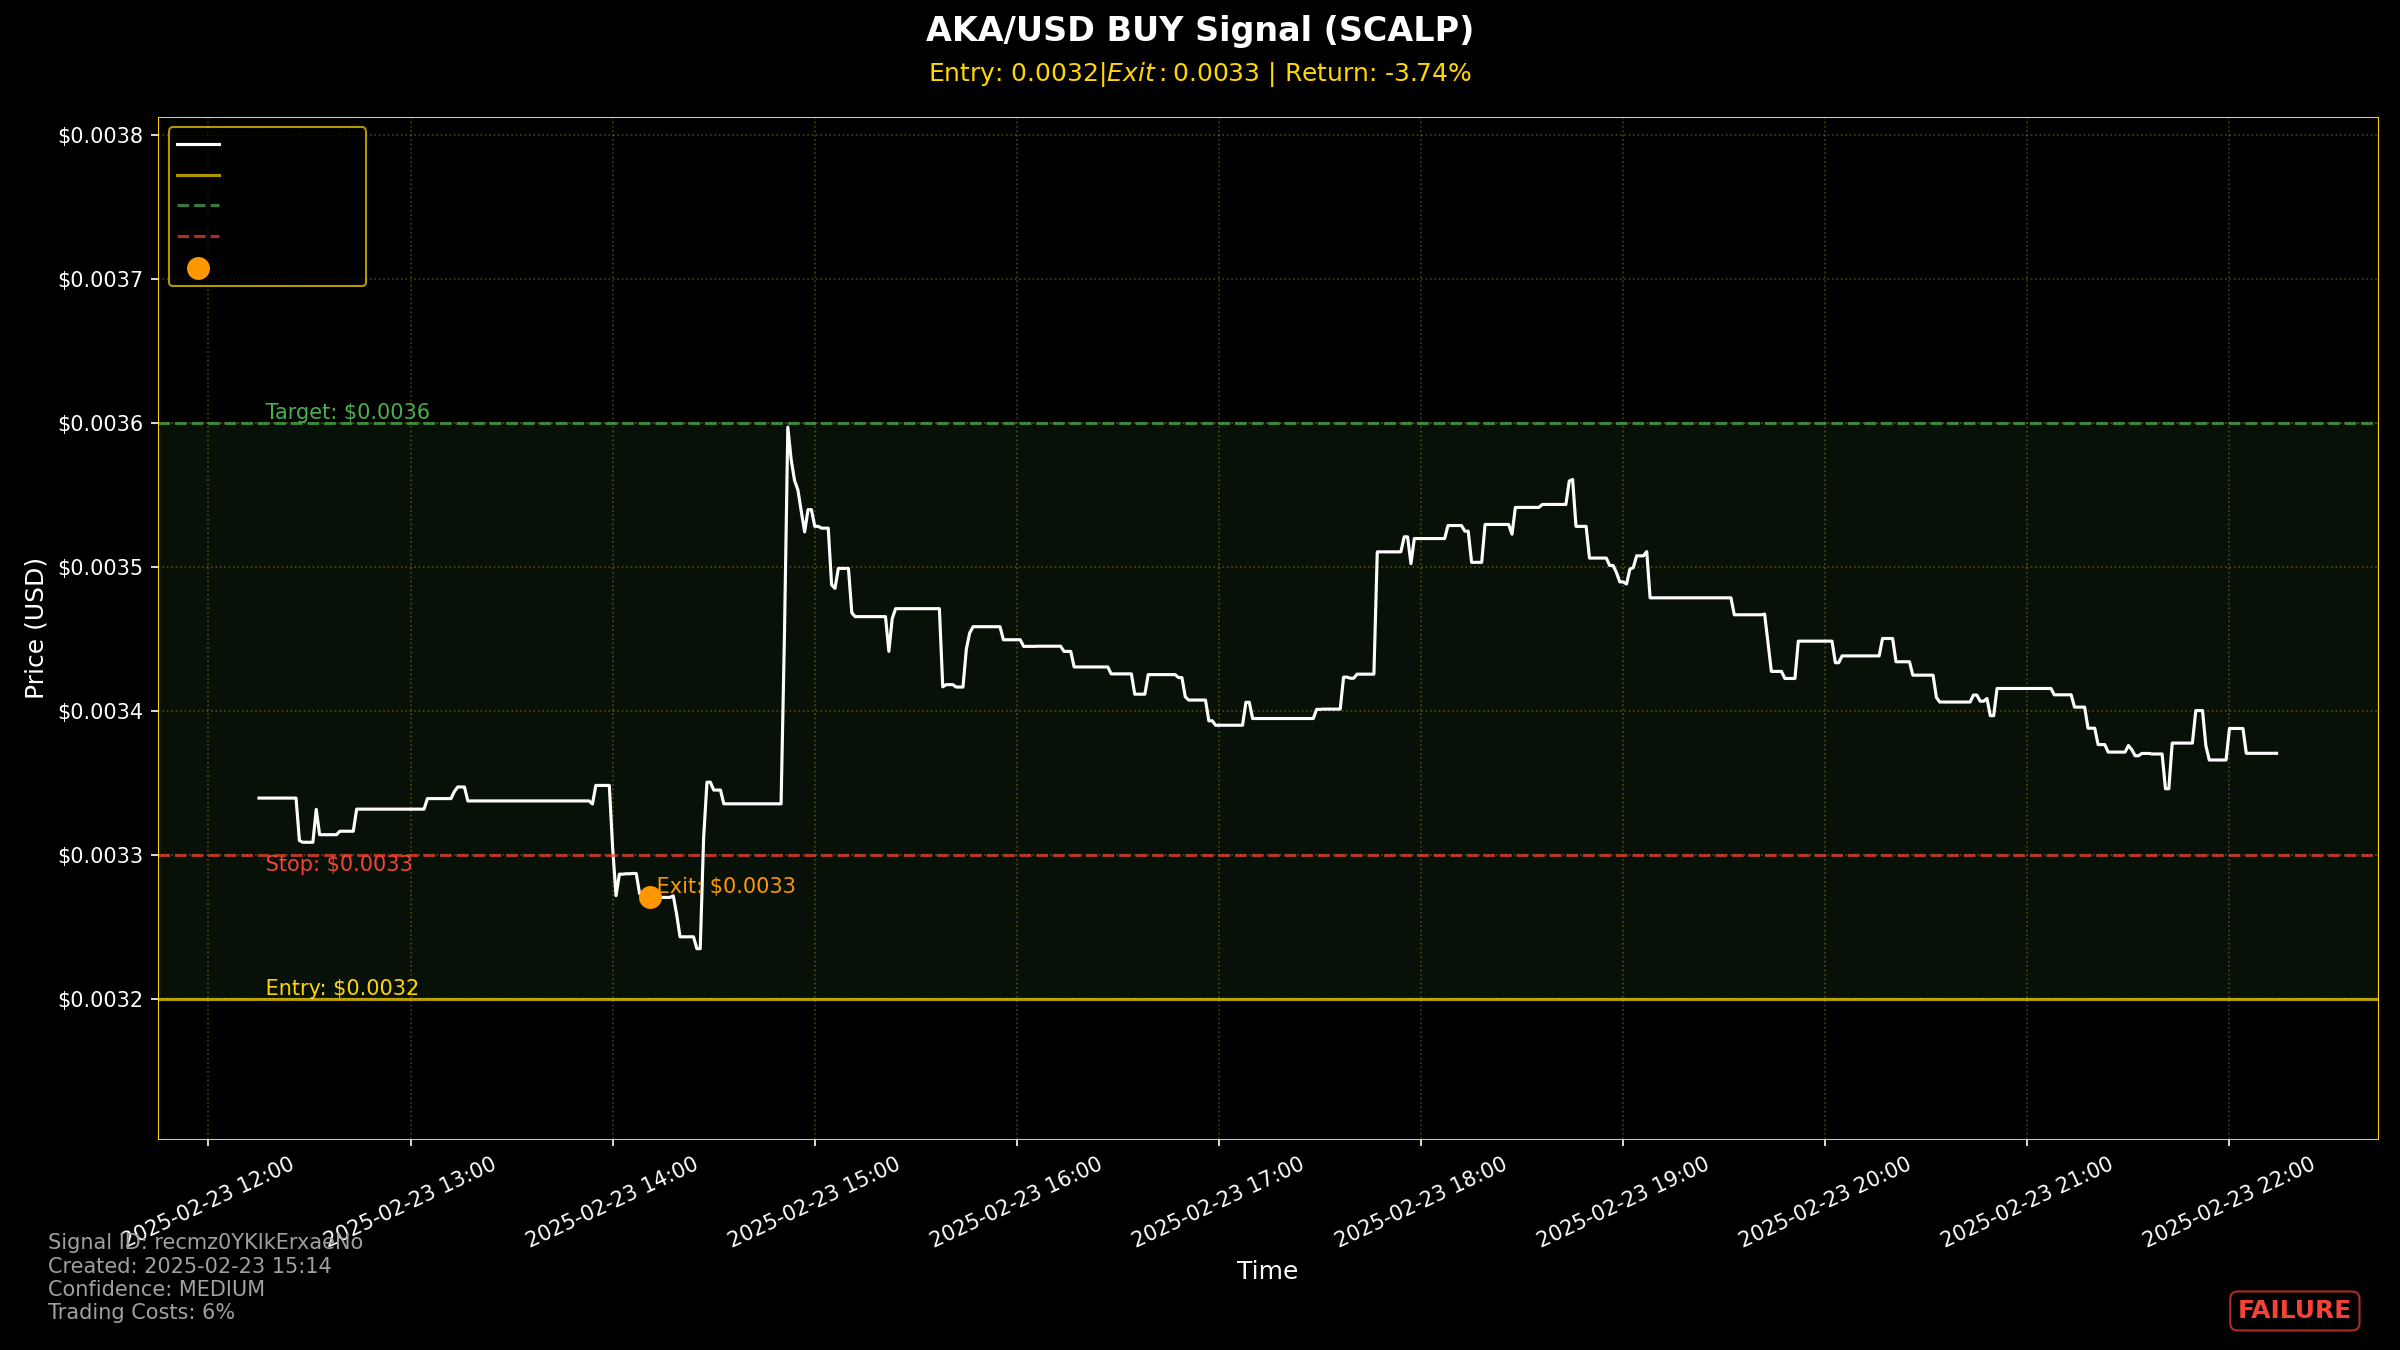 AKA/USD BUY Signal (SCALP)
Entry: 0.0032|Exit: 0.0033 | Return: -3.74%
$0.0038
$0.0037
Target: $0.0036
$0.0036
$0.0035
Price (USD)
$0.0034
$0.0033
Stop: $0.0033
Exit: $0.0033
Entry: $0.0032
$0.0032
2025-02-23 12:00
2025-02-23 13:00
2025-02-23 14:00
2025-02-23 15:00
2025-02-23 16:00
2025-02-23 17:00
2025-02-23 18:00
2025-02-23 19:00
2025-02-23 20:00
2025-02-23 21:00
2025-02-23 22:00
Time
Signal ID: recmz0YKIkErxaeNo
Created: 2025-02-23 15:14
Confidence: MEDIUM
Trading Costs: 6%
FAILURE